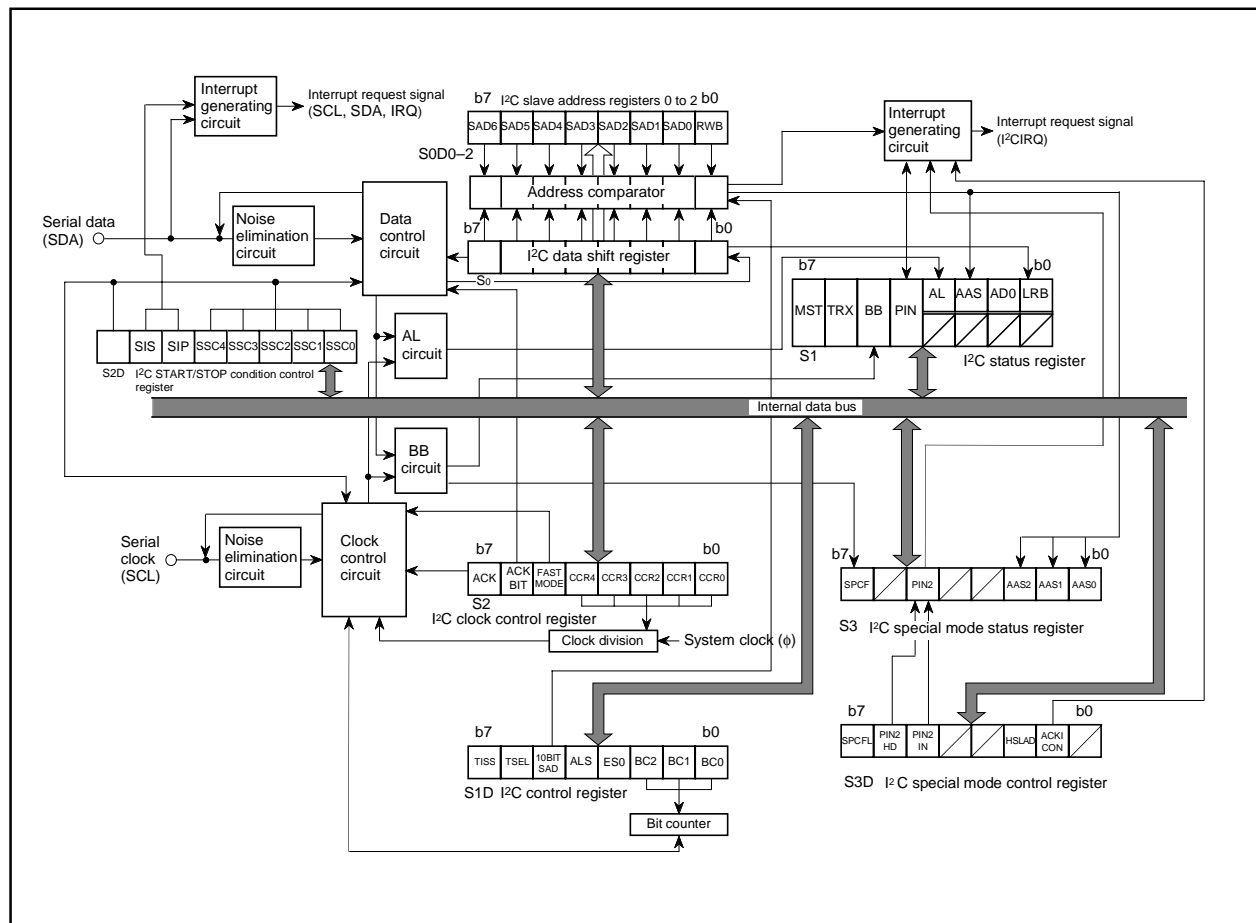 Interrupt
generating
circuit
Interrupt request signal
(SCL, SDA, IRQ)
b7 I²C slave address registers 0 to 2 b0
SAD6 SAD5 SAD4 SAD3 SAD2 SAD1 SAD0 RWB
S0D0–2
Interrupt
generating
circuit
Interrupt request signal
(I²CIRQ)
Address comparator
Serial data
(SDA)
Noise
elimination
circuit
Data
control
circuit
b7 b0
I²C data shift register
S0
b7 b0
MST TRX BB PIN AL AAS AD0 LRB
S1
I²C status register
SIS SIP SSC4 SSC3 SSC2 SSC1 SSC0
S2D I²C START/STOP condition control
register
AL
circuit
Internal data bus
BB
circuit
Serial
clock
(SCL)
Noise
elimination
circuit
Clock
control
circuit
b7 b0
ACK ACK BIT FAST MODE CCR4 CCR3 CCR2 CCR1 CCR0
S2
I²C clock control register
Clock division
System clock (ϕ)
b7 b0
SPCF PIN2 AAS2 AAS1 AAS0
S3 I²C special mode status register
b7 b0
TISS TSEL 10BIT SAD ALS ES0 BC2 BC1 BC0
S1D I²C control register
Bit counter
b7 b0
SPCFL PIN2 HD PIN2 IN HSLAD ACKI CON
S3D I²C special mode control register